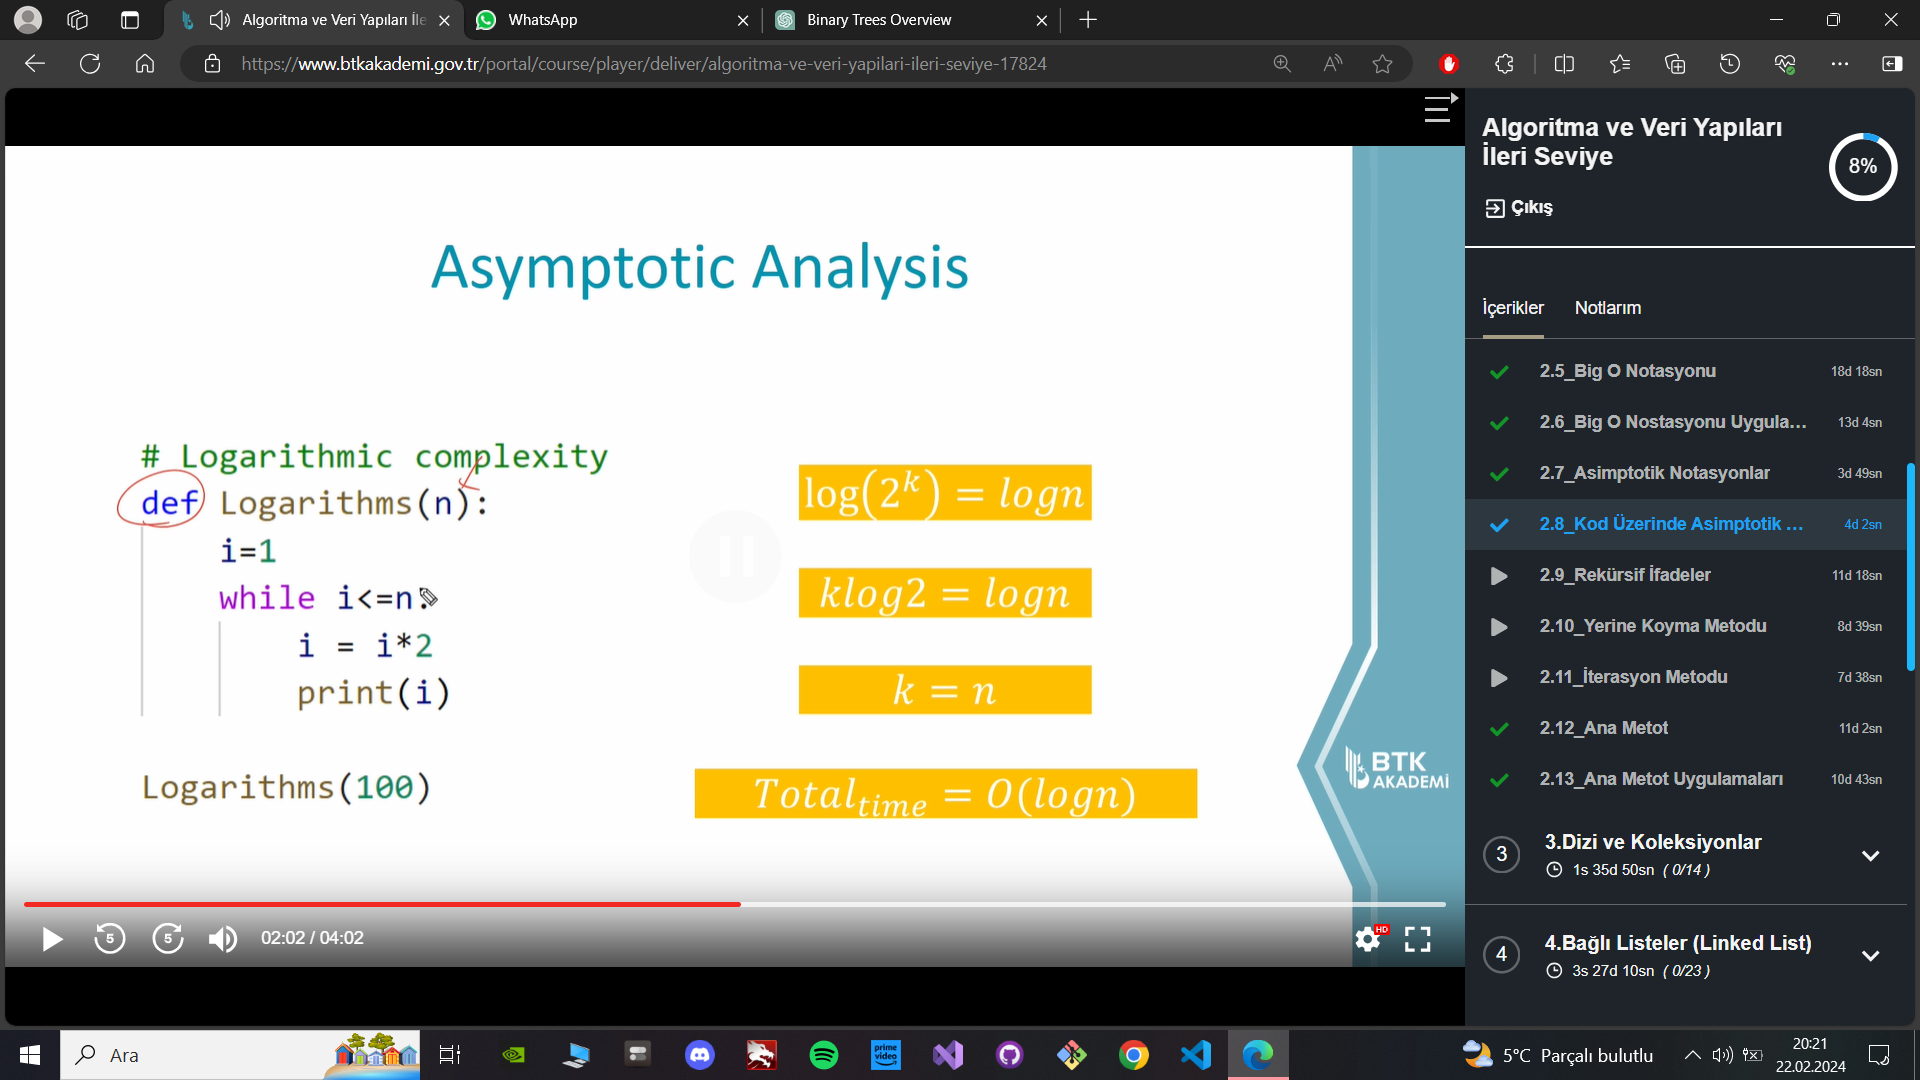 Algoritma ve Veri Yapıları İle
WhatsApp
Binary Trees Overview
https://www.btkakademi.gov.tr/portal/course/player/deliver/algoritma-ve-veri-yapilari-ileri-seviye-17824
Asymptotic Analysis
# Logarithmic complexity
def Logarithms(n):
i=1
while i<=n:
i = i*2
print(i)
Logarithms(100)
log(2^k) = logn
klog2 = logn
k = n
Total_time = O(logn)
BTK
AKADEMİ
5
5
02:02 / 04:02
HD
Algoritma ve Veri Yapıları
İleri Seviye
8%
Çıkış
İçerikler Notlarım
2.5_Big O Notasyonu 18d 18sn
2.6_Big O Nostasyonu Uygula... 13d 4sn
2.7_Asimptotik Notasyonlar 3d 49sn
2.8_Kod Üzerinde Asimptotik ... 4d 2sn
2.9_Rekürsif İfadeler 11d 18sn
2.10_Yerine Koyma Metodu 8d 39sn
2.11_İterasyon Metodu 7d 38sn
2.12_Ana Metot 11d 2sn
2.13_Ana Metot Uygulamaları 10d 43sn
3 3.Dizi ve Koleksiyonlar
1s 35d 50sn ( 0/14 )
4 4.Bağlı Listeler (Linked List)
3s 27d 10sn ( 0/23 )
Ara
prime video
5°C Parçalı bulutlu
20:21
22.02.2024